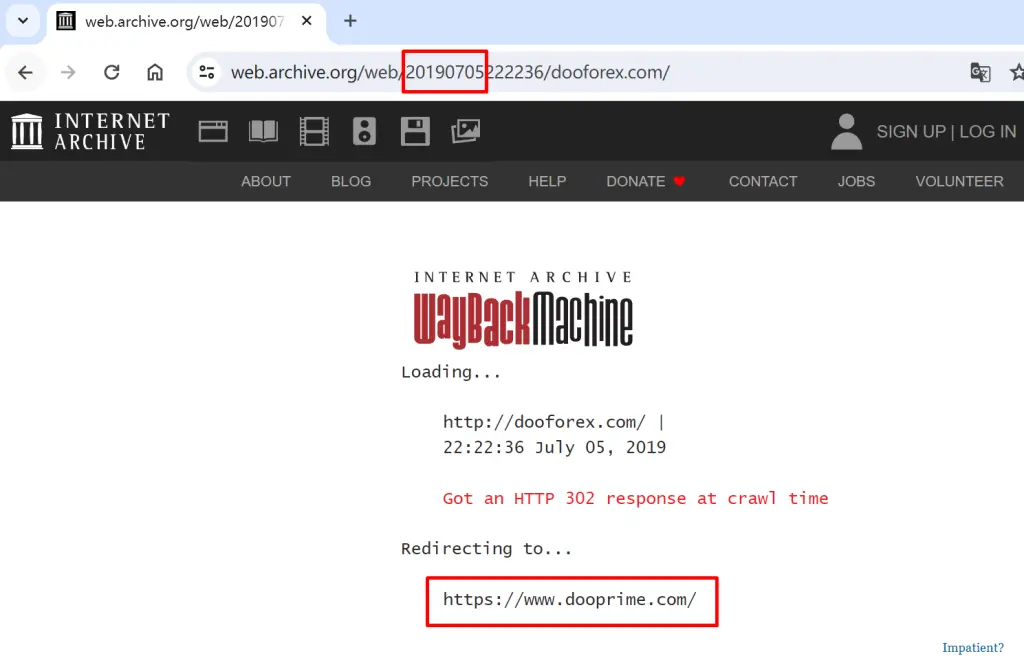 web.archive.org/web/201907
web.archive.org/web/20190705222236/dooforex.com/
INTERNET ARCHIVE
SIGN UP | LOG IN
ABOUT BLOG PROJECTS HELP DONATE CONTACT JOBS VOLUNTEER
INTERNET ARCHIVE
WayBackMachine
Loading...
http://dooforex.com/ |
22:22:36 July 05, 2019
Got an HTTP 302 response at crawl time
Redirecting to...
https://www.dooprime.com/
Impatient?